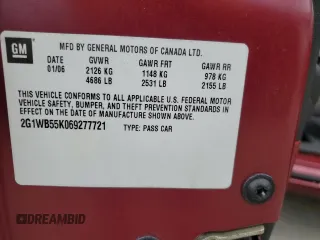 GM
MFD BY GENERAL MOTORS OF CANADA LTD.
DATE GVWR GAWR FRT GAWR RR
01/06 2126 KG 1148 KG 978 KG
4686 LB 2531 LB 2155 LB
THIS VEHICLE CONFORMS TO ALL APPLICABLE U.S. FEDERAL MOTOR
VEHICLE SAFETY, BUMPER, AND THEFT PREVENTION STANDARDS IN
EFFECT ON THE DATE OF MANUFACTURE SHOWN ABOVE.
2G1WB55K069277721 TYPE: PASS CAR
DREAMBID